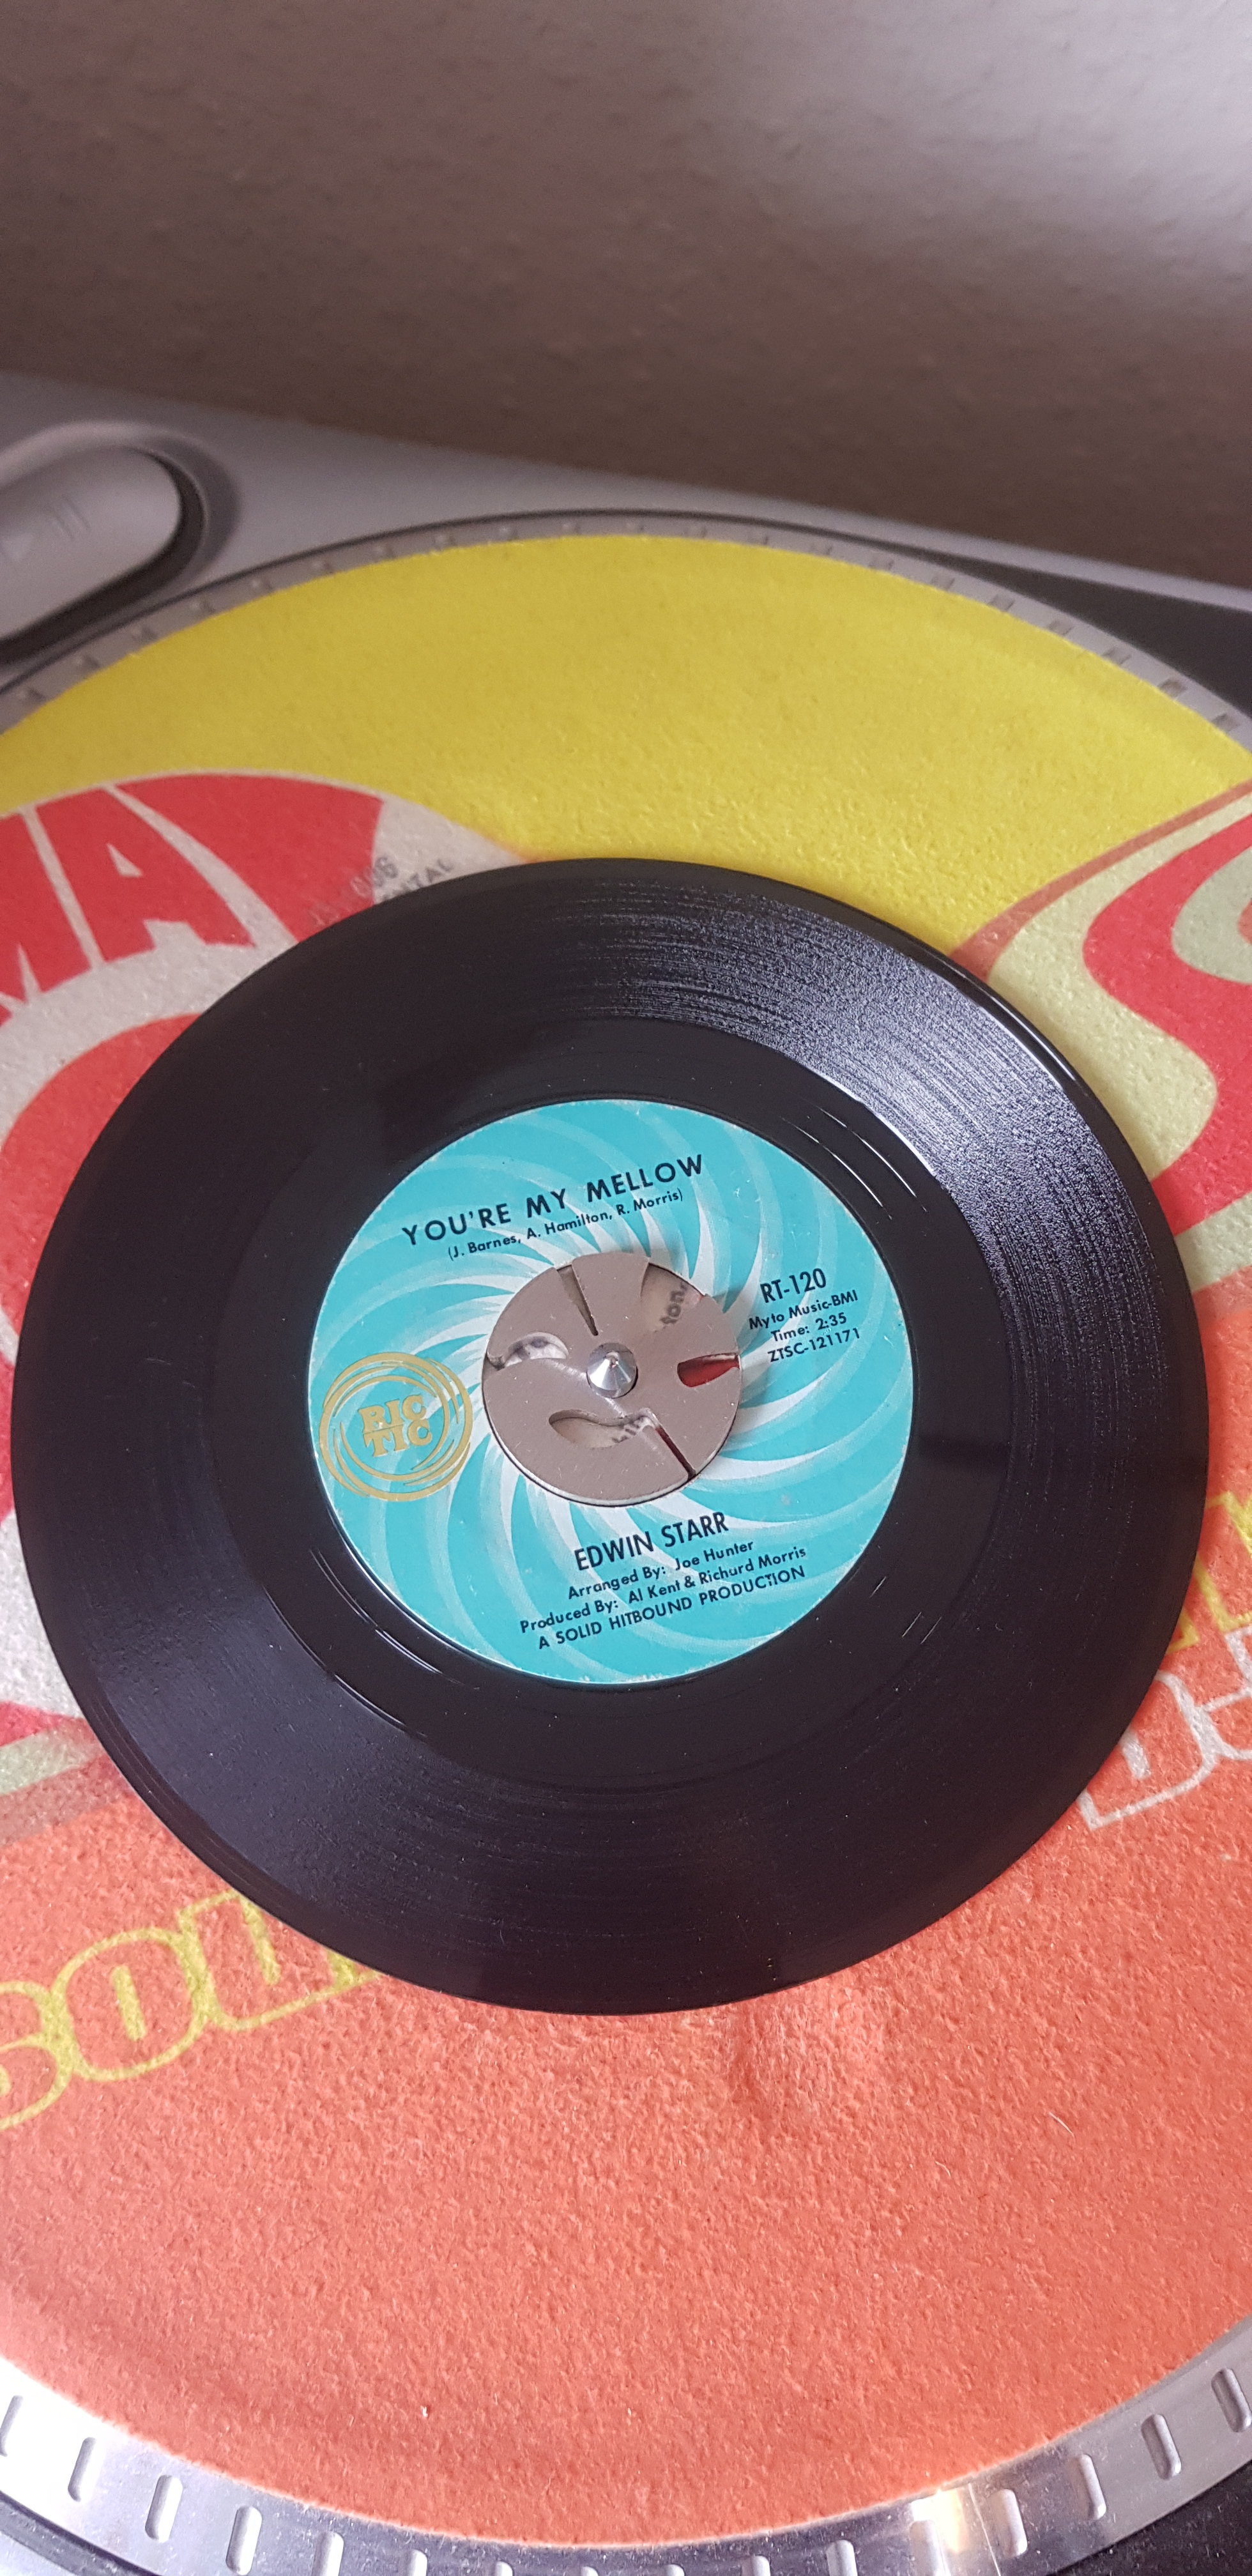 MA
YOU'RE MY MELLOW
(J. Barnes, A. Hamilton, R. Morris)
RT-120
Myto Music-BMI
Time: 2:35
ZTSC-121171
RIC
TIC
EDWIN STARR
Arranged By: Joe Hunter
Produced By: Al Kent & Richard Morris
A SOLID HITBOUND PRODUCTION